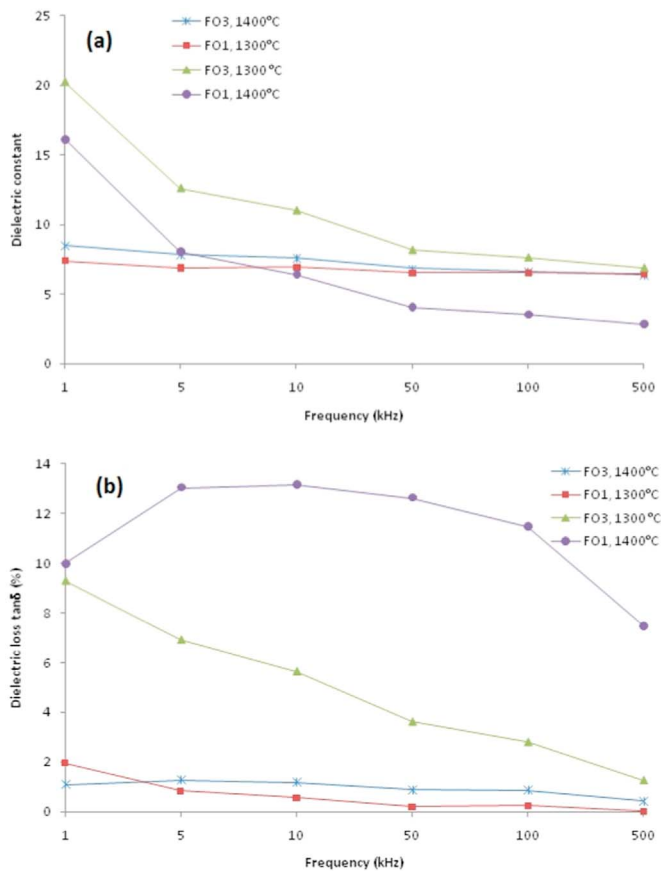 (a)
FO3, 1400°C
FO1, 1300°C
FO3, 1300°C
FO1, 1400°C
Dielectric constant
25
20
15
10
5
0
1 5 10 50 100 500
Frequency (kHz)
(b)
FO3, 1400°C
FO1, 1300°C
FO3, 1300°C
FO1, 1400°C
Dielectric loss tanδ (%)
14
12
10
8
6
4
2
0
1 5 10 50 100 500
Frequency (kHz)